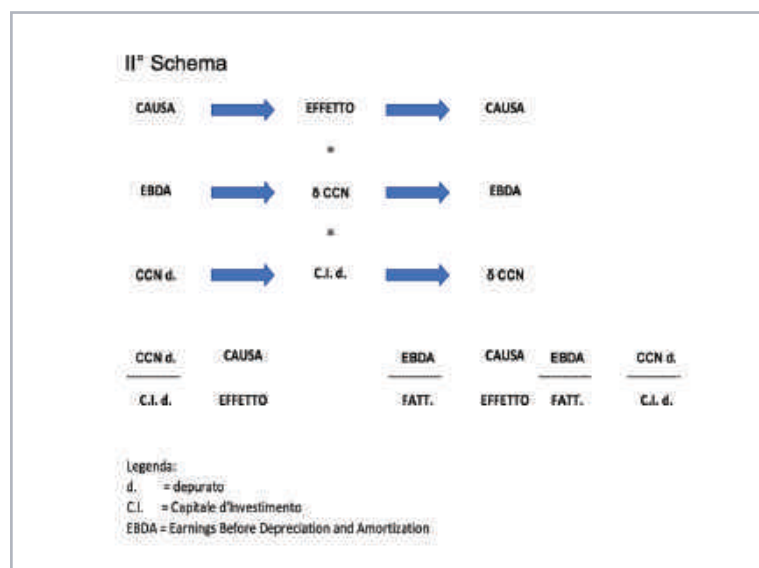 II° Schema
CAUSA EFFETTO CAUSA
=
EBDA δ CCN EBDA
=
CCN d. C.I. d. δ CCN
CCN d. CAUSA EBDA CAUSA EBDA CCN d.
C.I. d. EFFETTO FATT. EFFETTO FATT. C.I. d.
Legenda:
d. = depurato
C.I. = Capitale d'Investimento
EBDA = Earnings Before Depreciation and Amortization